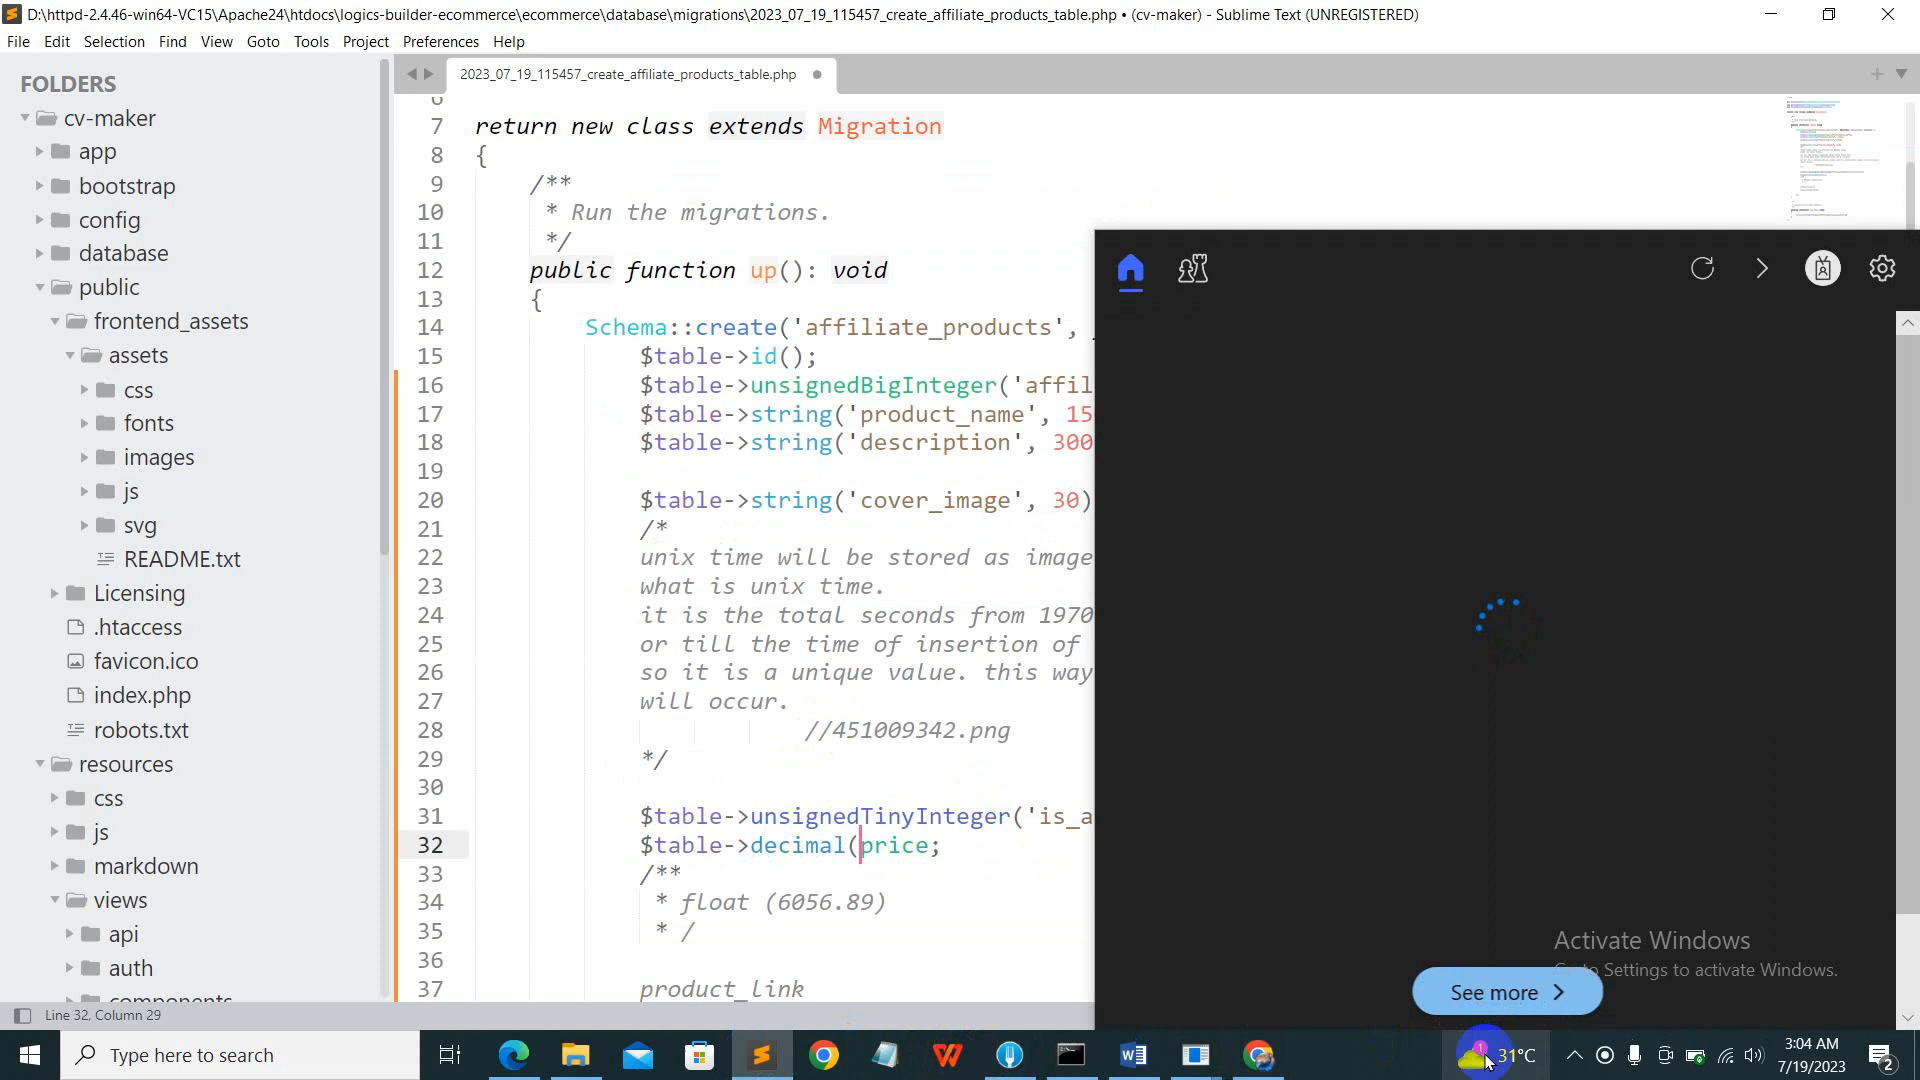 D:\httpd-2.4.46-win64-VC15\Apache24\htdocs\logics-builder-ecommerce\ecommerce\database\migrations\2023_07_19_115457_create_affiliate_products_table.php • (cv-maker) - Sublime Text (UNREGISTERED)
File Edit Selection Find View Goto Tools Project Preferences Help
FOLDERS
cv-maker
app
bootstrap
config
database
public
frontend_assets
assets
css
fonts
images
js
svg
README.txt
Licensing
.htaccess
favicon.ico
index.php
robots.txt
resources
css
js
markdown
views
api
auth
components
2023_07_19_115457_create_affiliate_products_table.php
6
7 return new class extends Migration
8 {
9 /**
10 * Run the migrations.
11 */
12 public function up(): void
13 {
14 Schema::create('affiliate_products',
15 $table->id();
16 $table->unsignedBigInteger('affil
17 $table->string('product_name', 15
18 $table->string('description', 300
19
20 $table->string('cover_image', 30)
21 /*
22 unix time will be stored as image
23 what is unix time.
24 it is the total seconds from 1970
25 or till the time of insertion of
26 so it is a unique value. this way
27 will occur.
28 //451009342.png
29 */
30
31 $table->unsignedTinyInteger('is_a
32 $table->decimal(price;
33 /**
34 * float (6056.89)
35 * /
36
37 product_link
Activate Windows
Go to Settings to activate Windows.
See more
Line 32, Column 29
Type here to search
1
31°C
3:04 AM
7/19/2023
2